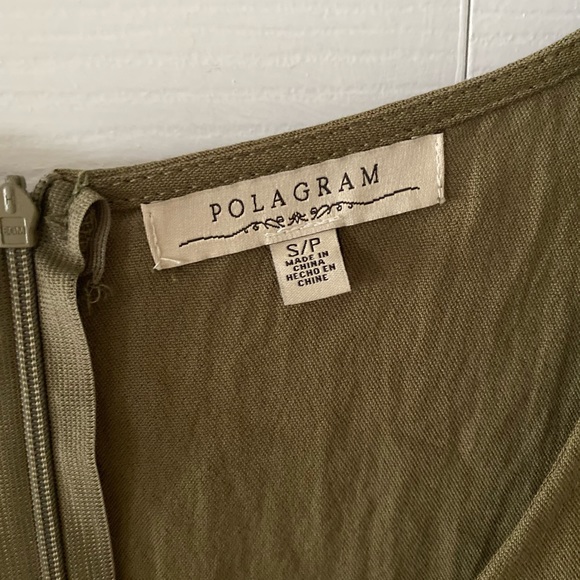 POLAGRAM
S/P
MADE IN
CHINA
HECHO EN
CHINE